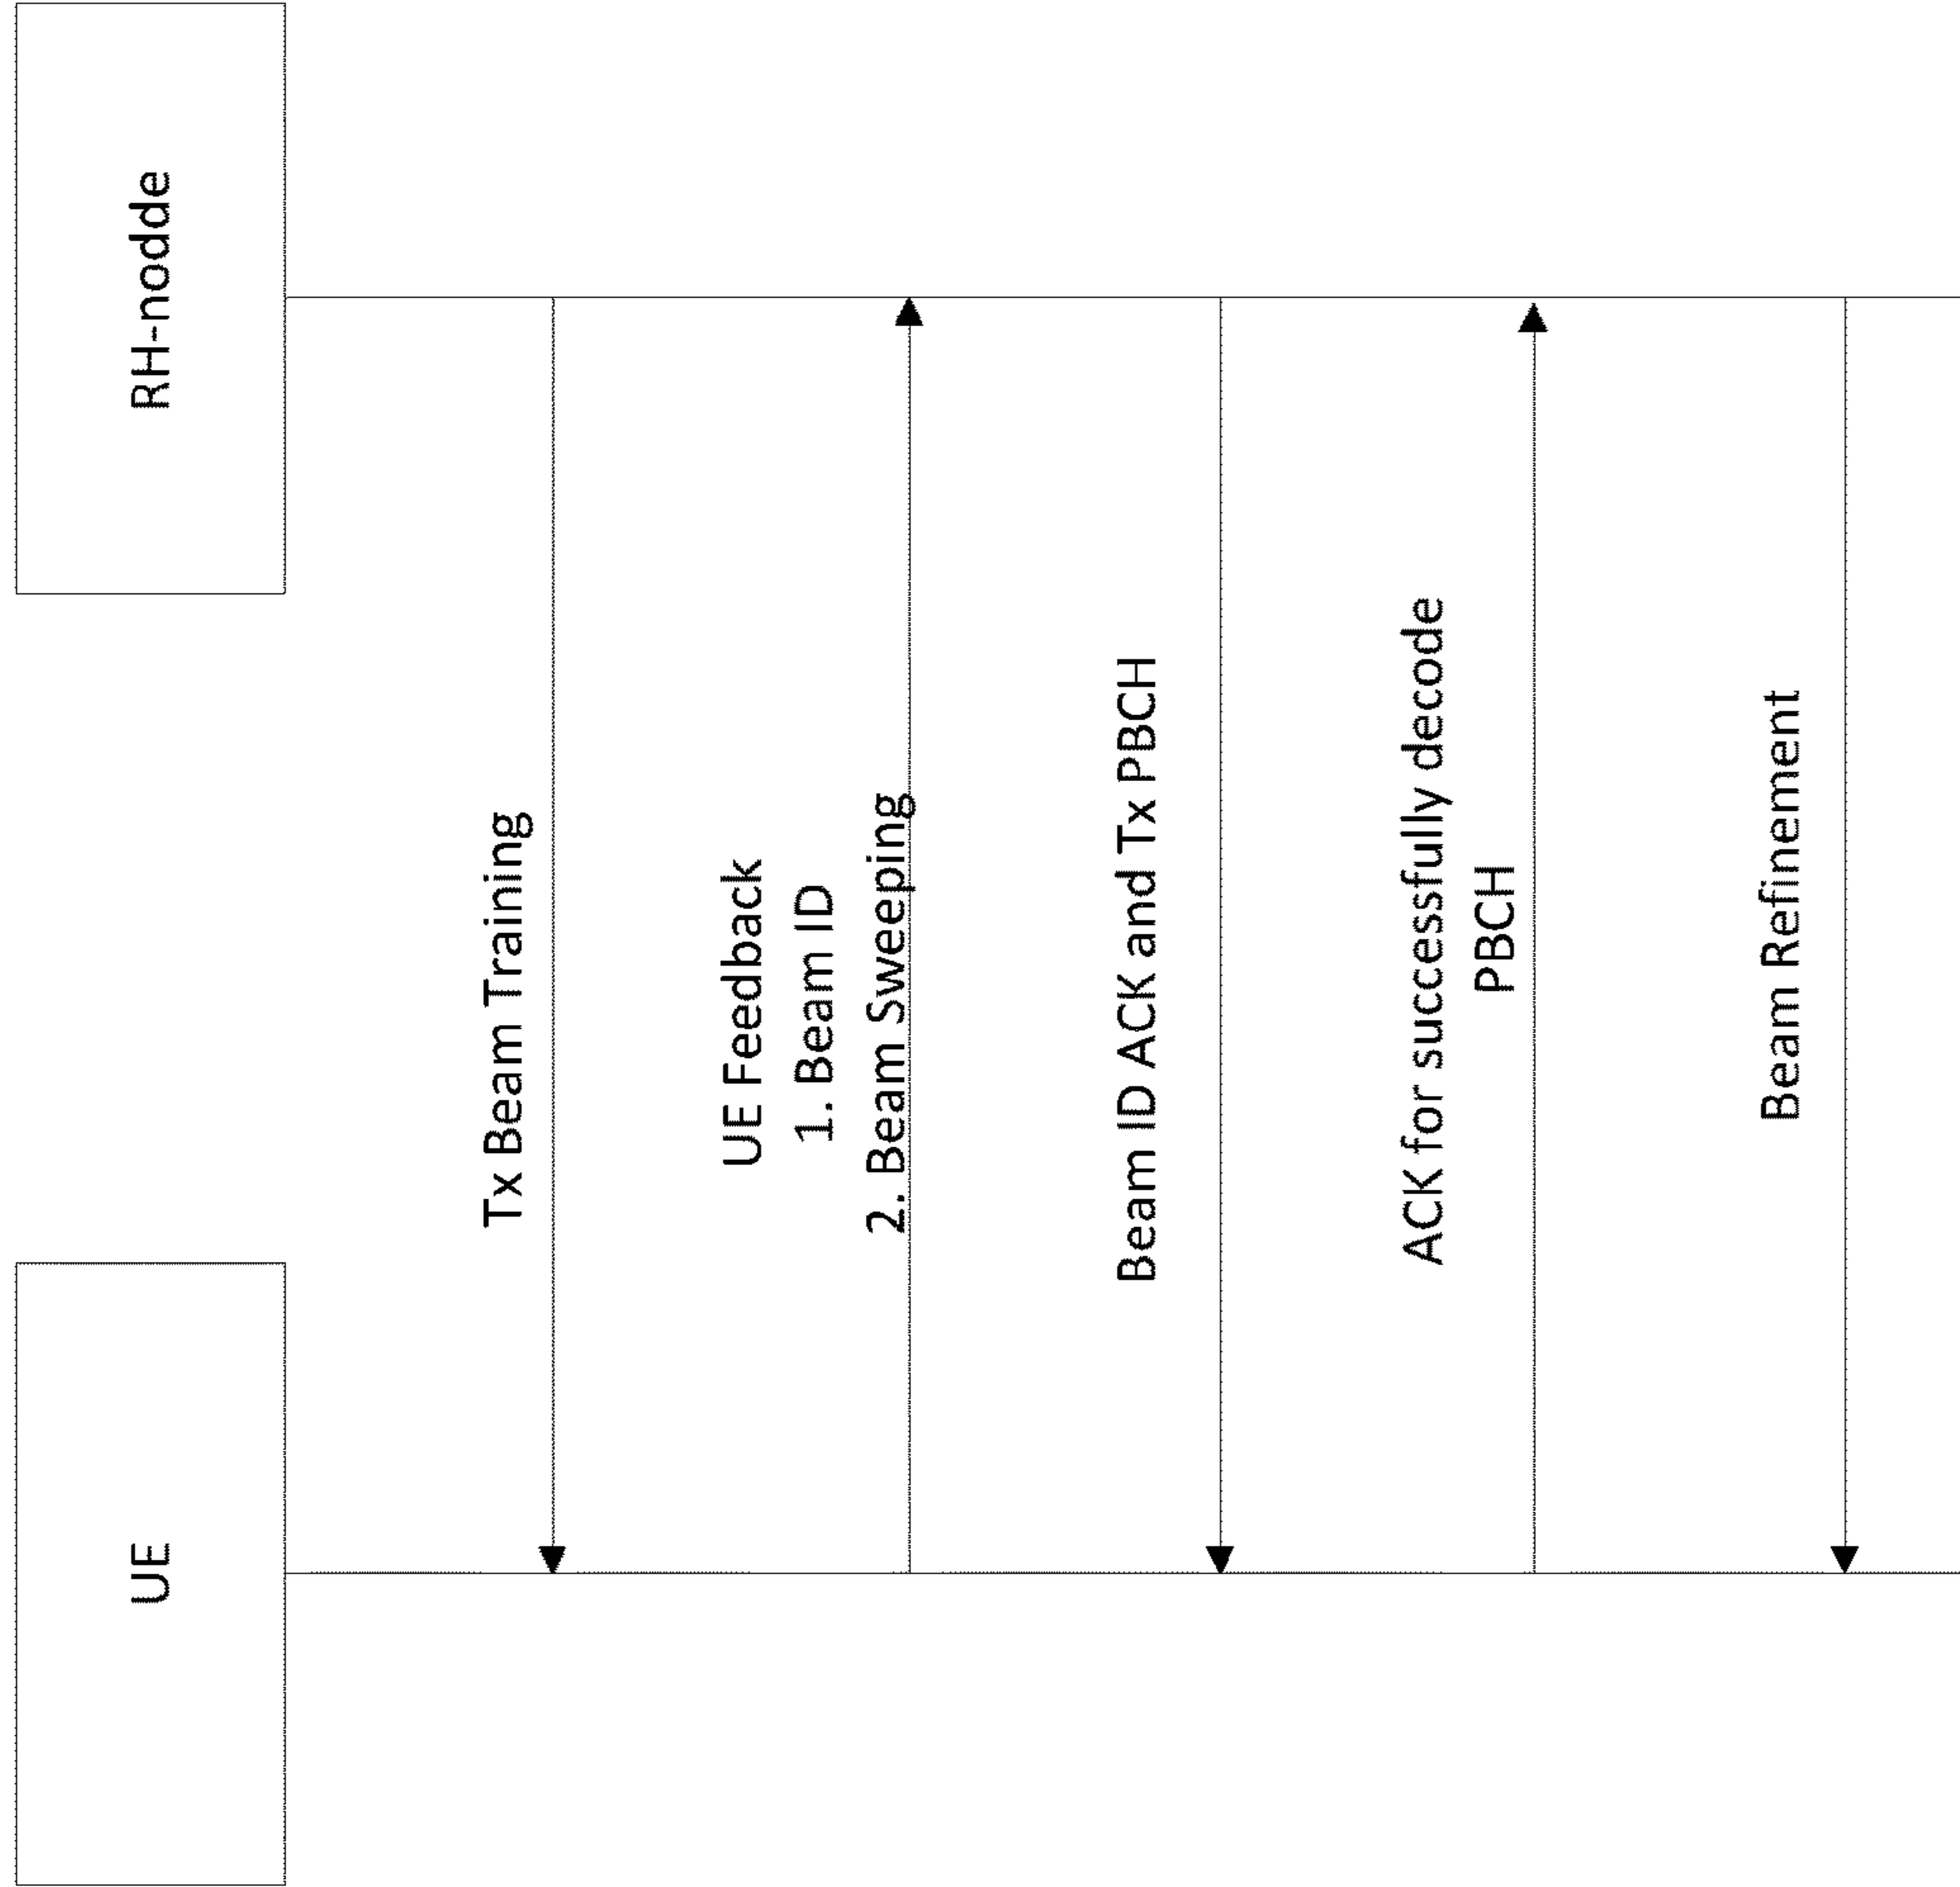 UE
RH-nodde
Tx Beam Training
UE Feedback
1. Beam ID
2. Beam Sweeping
Beam ID ACK and Tx PBCH
ACK for successfully decode
PBCH
Beam Refinement